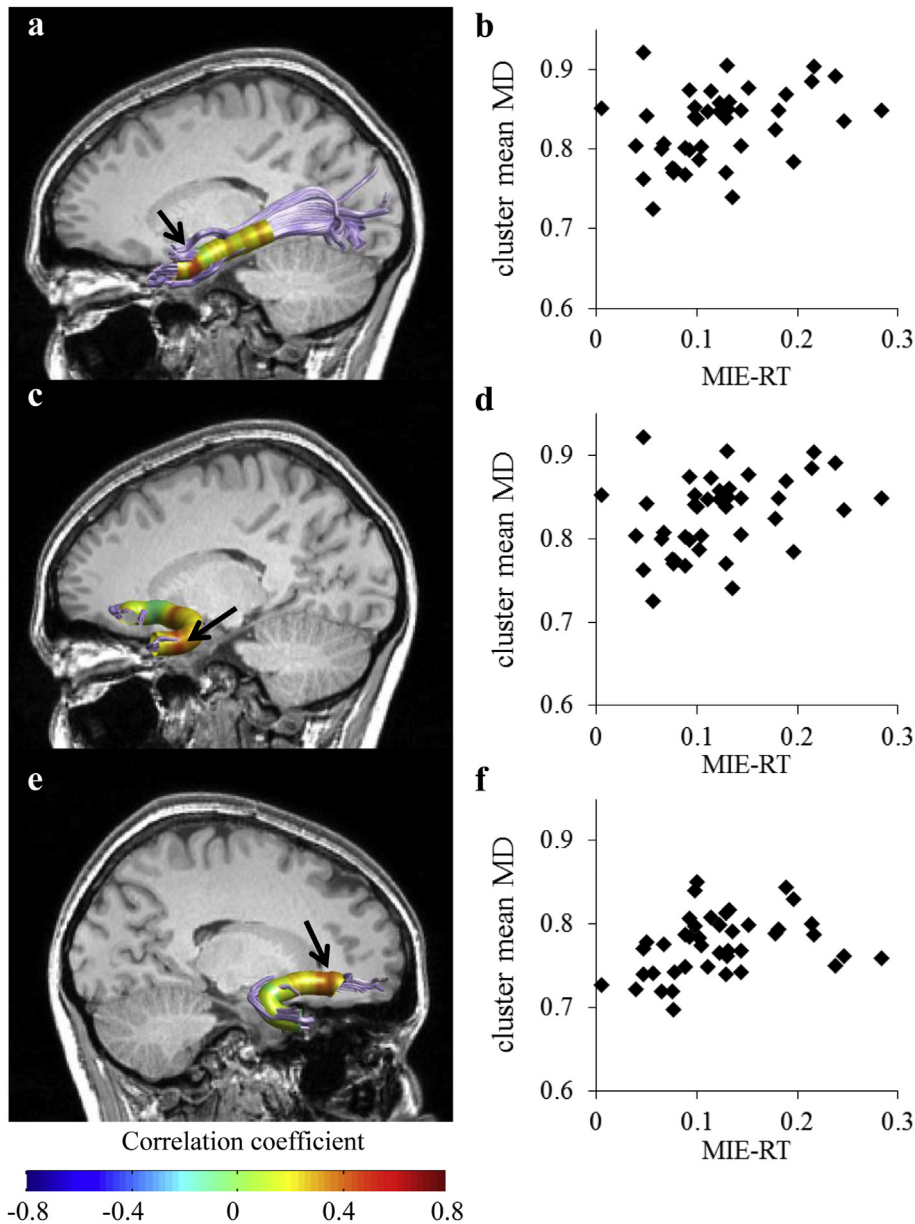 a
b
cluster mean MD
0.9
0.8
0.7
0.6
0 0.1 0.2 0.3
MIE-RT
c
d
cluster mean MD
0.9
0.8
0.7
0.6
0 0.1 0.2 0.3
MIE-RT
e
f
cluster mean MD
0.9
0.8
0.7
0.6
0 0.1 0.2 0.3
MIE-RT
Correlation coefficient
-0.8 -0.4 0 0.4 0.8